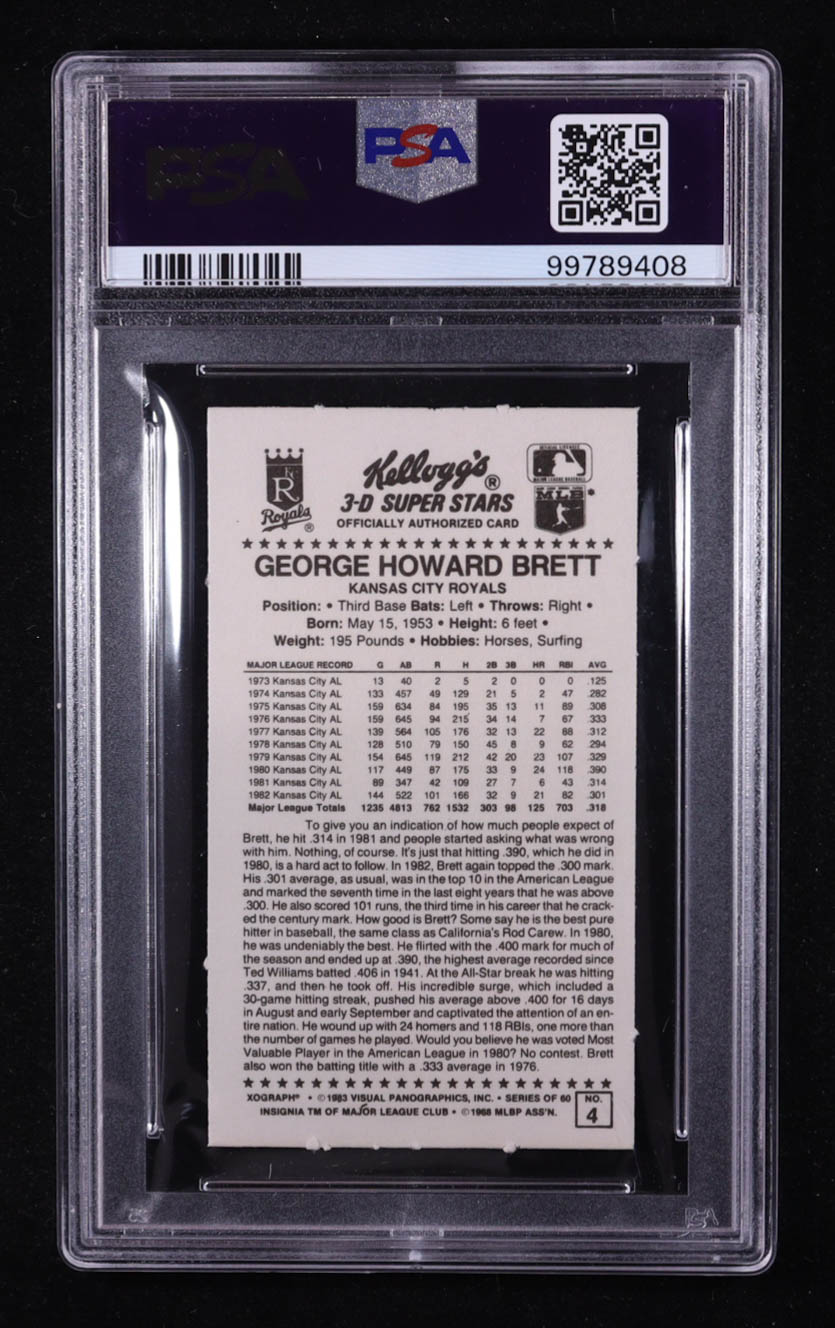 PSA
PSA
99789408
KC
R
Royals ®
Kellogg's ®
3-D SUPER STARS
OFFICIALLY AUTHORIZED CARD
MLB
★ ★ ★ ★ ★ ★ ★ ★ ★ ★ ★ ★ ★ ★ ★ ★ ★ ★ ★ ★ ★ ★ ★ ★ ★ ★
GEORGE HOWARD BRETT
KANSAS CITY ROYALS
Position: • Third Base Bats: Left • Throws: Right •
Born: May 15, 1953 • Height: 6 feet •
Weight: 195 Pounds • Hobbies: Horses, Surfing
MAJOR LEAGUE RECORD G AB R H 2B 3B HR RBI AVG
1973 Kansas City AL 13 40 2 5 2 0 0 0 .125
1974 Kansas City AL 133 457 49 129 21 5 2 47 .282
1975 Kansas City AL 159 634 84 195 35 13 11 89 .308
1976 Kansas City AL 159 645 94 215 34 14 7 67 .333
1977 Kansas City AL 139 564 105 176 32 13 22 88 .312
1978 Kansas City AL 128 510 79 150 45 8 9 62 .294
1979 Kansas City AL 154 645 119 212 42 20 23 107 .329
1980 Kansas City AL 117 449 87 175 33 9 24 118 .390
1981 Kansas City AL 89 347 42 109 27 7 6 43 .314
1982 Kansas City AL 144 522 101 166 32 9 21 82 .301
Major League Totals 1235 4813 762 1532 303 98 125 703 .318
To give you an indication of how much people expect of
Brett, he hit .314 in 1981 and people started asking what was wrong
with him. Nothing, of course. It's just that hitting .390, which he did in
1980, is a hard act to follow. In 1982, Brett again topped the .300 mark.
His .301 average, as usual, was in the top 10 in the American League
and marked the seventh time in the last eight years that he was above
.300. He also scored 101 runs, the third time in his career that he crack-
ed the century mark. How good is Brett? Some say he is the best pure
hitter in baseball, the same class as California's Rod Carew. In 1980,
he was undeniably the best. He flirted with the .400 mark for much of
the season and ended up at .390, the highest average recorded since
Ted Williams batted .406 in 1941. At the All-Star break he was hitting
.337, and then he took off. His incredible surge, which included a
30-game hitting streak, pushed his average above .400 for 16 days
in August and early September and captivated the attention of an en-
tire nation. He wound up with 24 homers and 118 RBIs, one more than
the number of games he played. Would you believe he was voted Most
Valuable Player in the American League in 1980? No contest. Brett
also won the batting title with a .333 average in 1976.
★ ★ ★ ★ ★ ★ ★ ★ ★ ★ ★ ★ ★ ★ ★ ★ ★ ★ ★ ★ ★ ★ ★ ★ ★
XOGRAPH® • © 1983 VISUAL PANOGRAPHICS, INC. • SERIES OF 60
INSIGNIA TM OF MAJOR LEAGUE CLUB • © 1968 MLBP ASS'N.
NO.
4
PSA